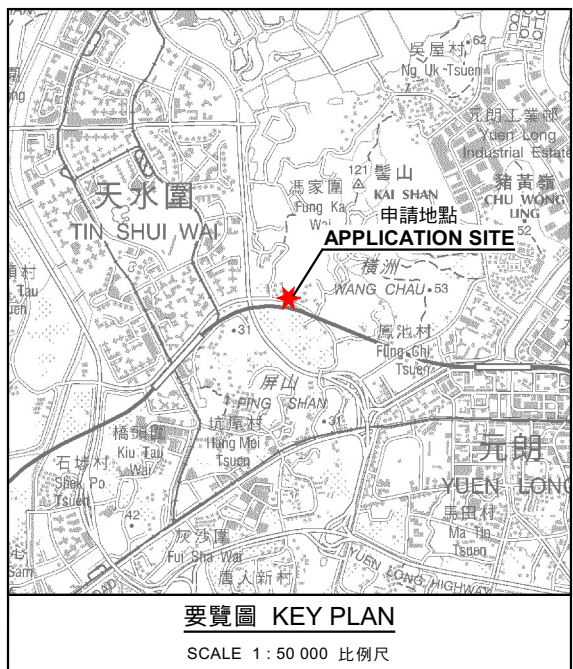 吳屋村
62
Ng Uk Tsuen
元朗工業邨
Yuen Long
Industrial Estate
121
髻山
KAI SHAN
豬黃嶺
CHU WONG
LING
52
天水圍
TIN SHUI WAI
馮家圍
Fung Ka
Wai
申請地點
APPLICATION SITE
橫洲
WANG CHAU
53
Tau
31
鳳池村
Fung Chi
Tsuen
屏山
PING SHAN
31
坑尾村
Hang Mei
Tsuen
橋頭圍
Kiu Tau
Wai
石埗村
Shek Po
Tsuen
元朗
YUEN LONG
馬田村
Ma Tin
Tsuen
42
灰沙圍
Fui Sha Wai
唐人新村
YUEN LONG HIGHWAY
ROAD
要覽圖 KEY PLAN
SCALE 1 : 50 000 比例尺